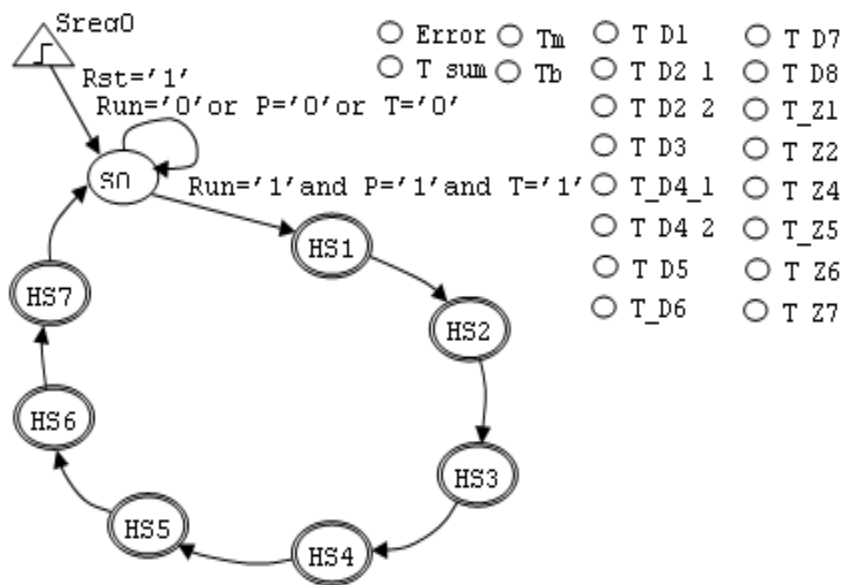 Sreg0
Rst='1'
Run='0'or P='0'or T='0'
S0
Run='1'and P='1'and T='1'
HS1
HS2
HS3
HS4
HS5
HS6
HS7
Error
T sum
Tm
Tb
T D1
T D2 1
T D2 2
T D3
T_D4_1
T D4 2
T D5
T_D6
T D7
T D8
T_Z1
T Z2
T Z4
T_Z5
T Z6
T Z7